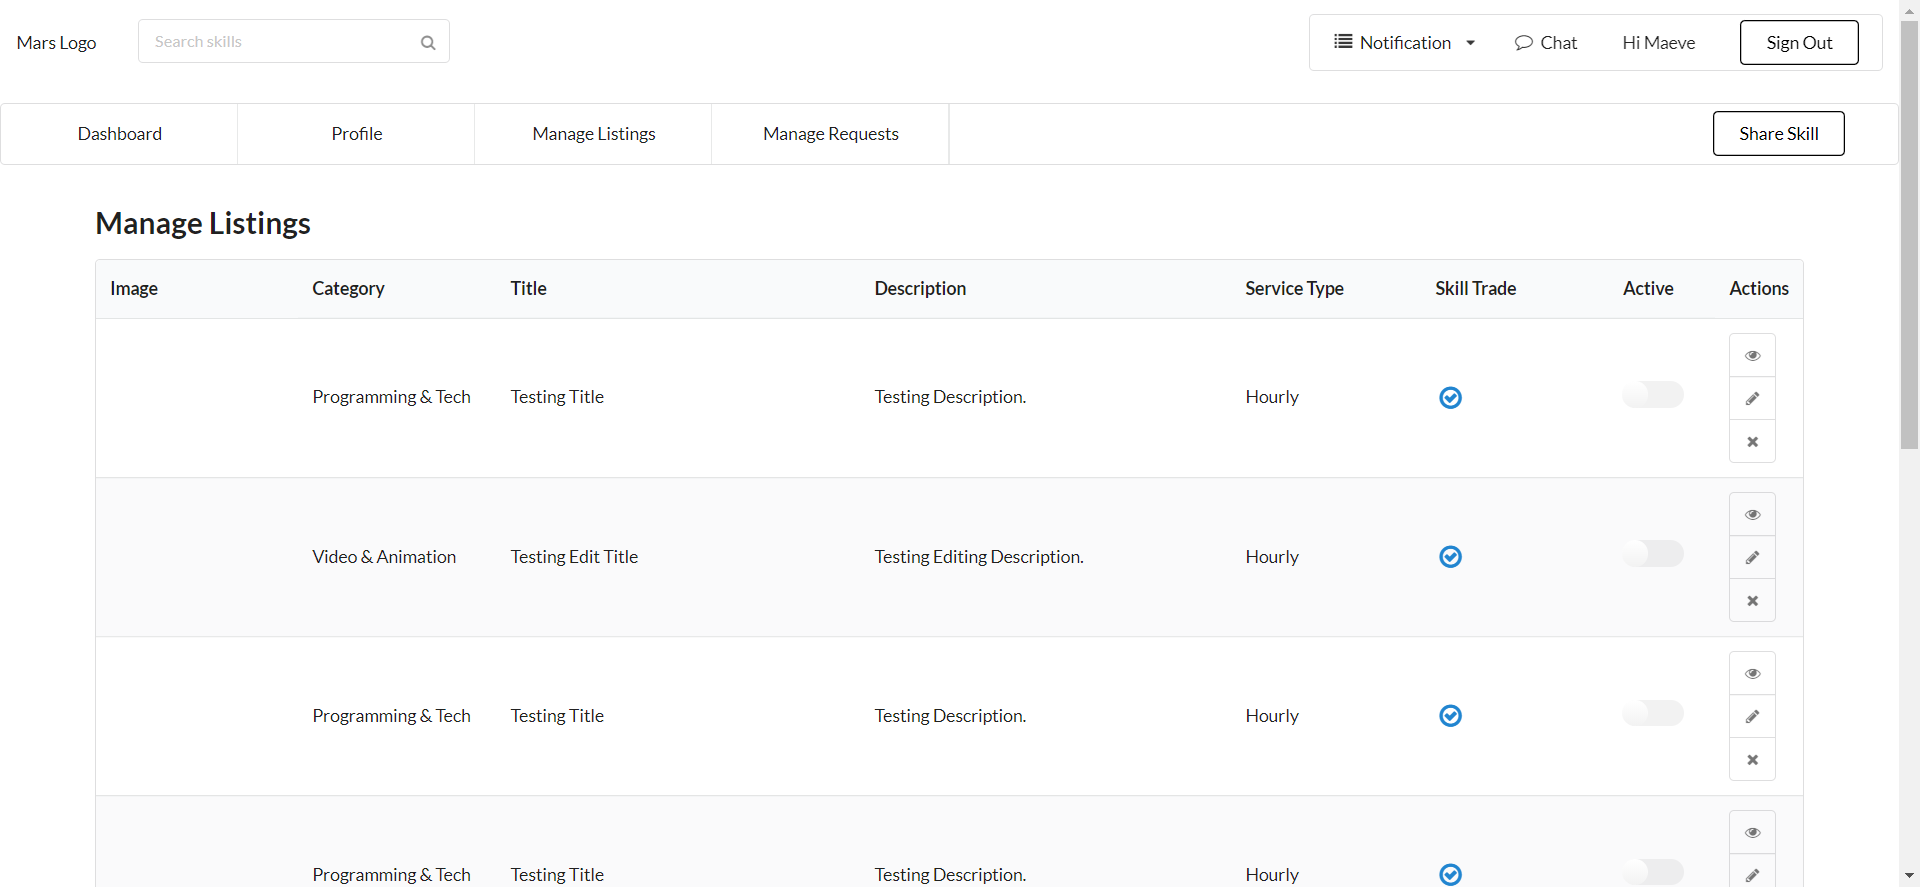 Mars Logo Search skills Notification Chat Hi Maeve Sign Out
Dashboard Profile Manage Listings Manage Requests Share Skill
Manage Listings
Image Category Title Description Service Type Skill Trade Active Actions
Programming & Tech Testing Title Testing Description. Hourly
Video & Animation Testing Edit Title Testing Editing Description. Hourly
Programming & Tech Testing Title Testing Description. Hourly
Programming & Tech Testing Title Testing Description. Hourly